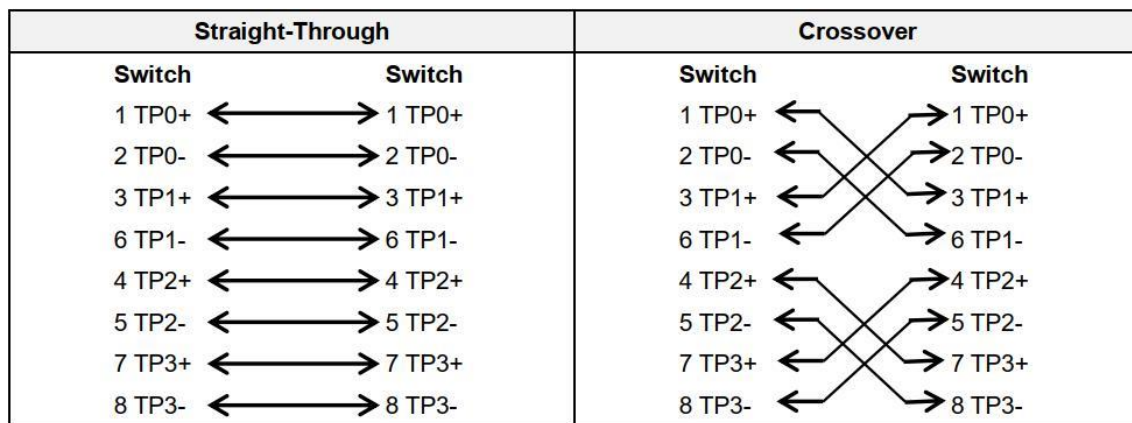 Straight-Through Crossover
Switch Switch Switch Switch
1 TP0+ 1 TP0+ 1 TP0+ 1 TP0+
2 TP0- 2 TP0- 2 TP0- 2 TP0-
3 TP1+ 3 TP1+ 3 TP1+ 3 TP1+
6 TP1- 6 TP1- 6 TP1- 6 TP1-
4 TP2+ 4 TP2+ 4 TP2+ 4 TP2+
5 TP2- 5 TP2- 5 TP2- 5 TP2-
7 TP3+ 7 TP3+ 7 TP3+ 7 TP3+
8 TP3- 8 TP3- 8 TP3- 8 TP3-